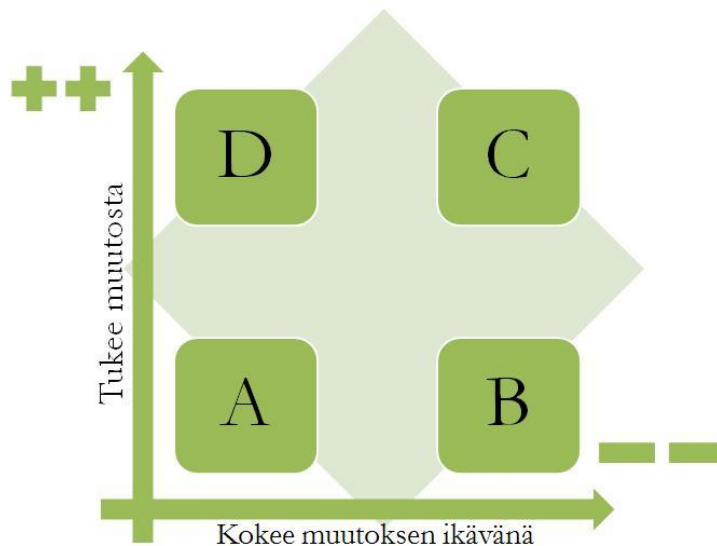 ++
D
C
Tukee muutosta
A
B
– –
Kokee muutoksen ikävänä